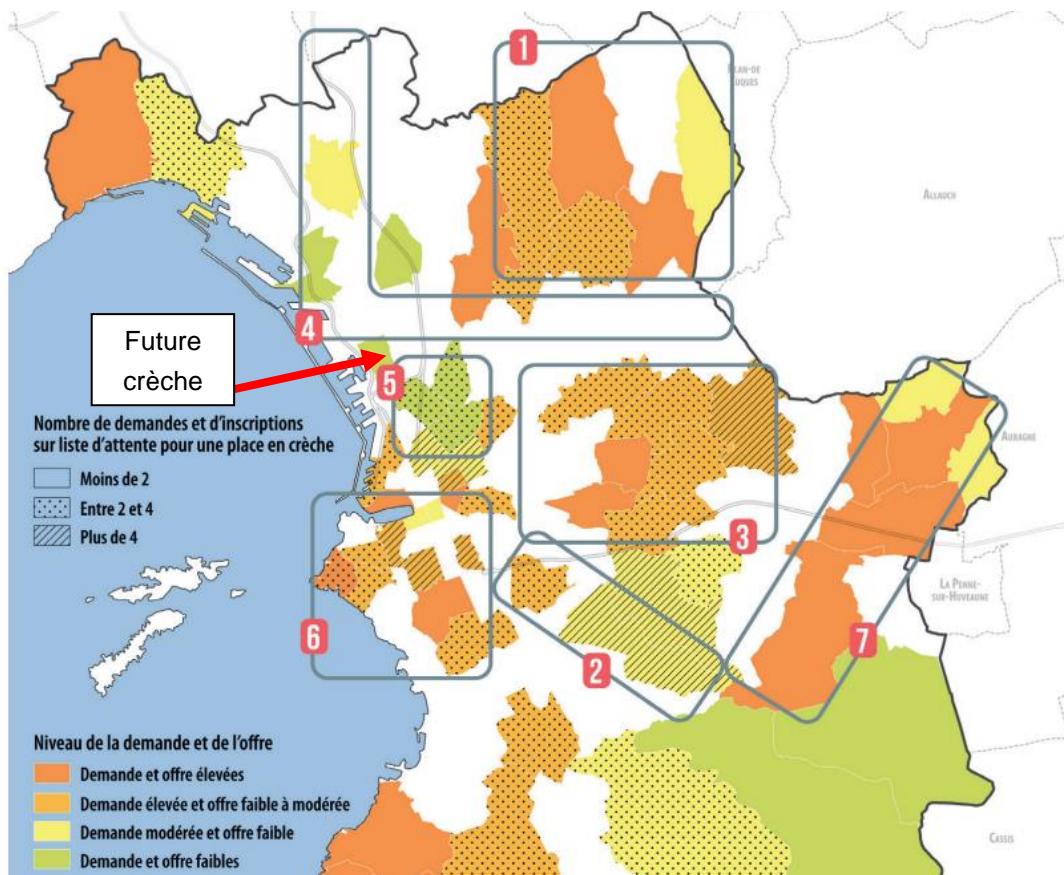 1
PLAN-DE
CUQUES
ALLAUCH
4
Future
crèche
5
Nombre de demandes et d'inscriptions
sur liste d'attente pour une place en crèche
Moins de 2
Entre 2 et 4
Plus de 4
AUBAGNE
3
LA PENNE-
SUR-HUVEAUNE
6
2
7
Niveau de la demande et de l'offre
Demande et offre élevées
Demande élevée et offre faible à modérée
Demande modérée et offre faible
Demande et offre faibles
CASSIS